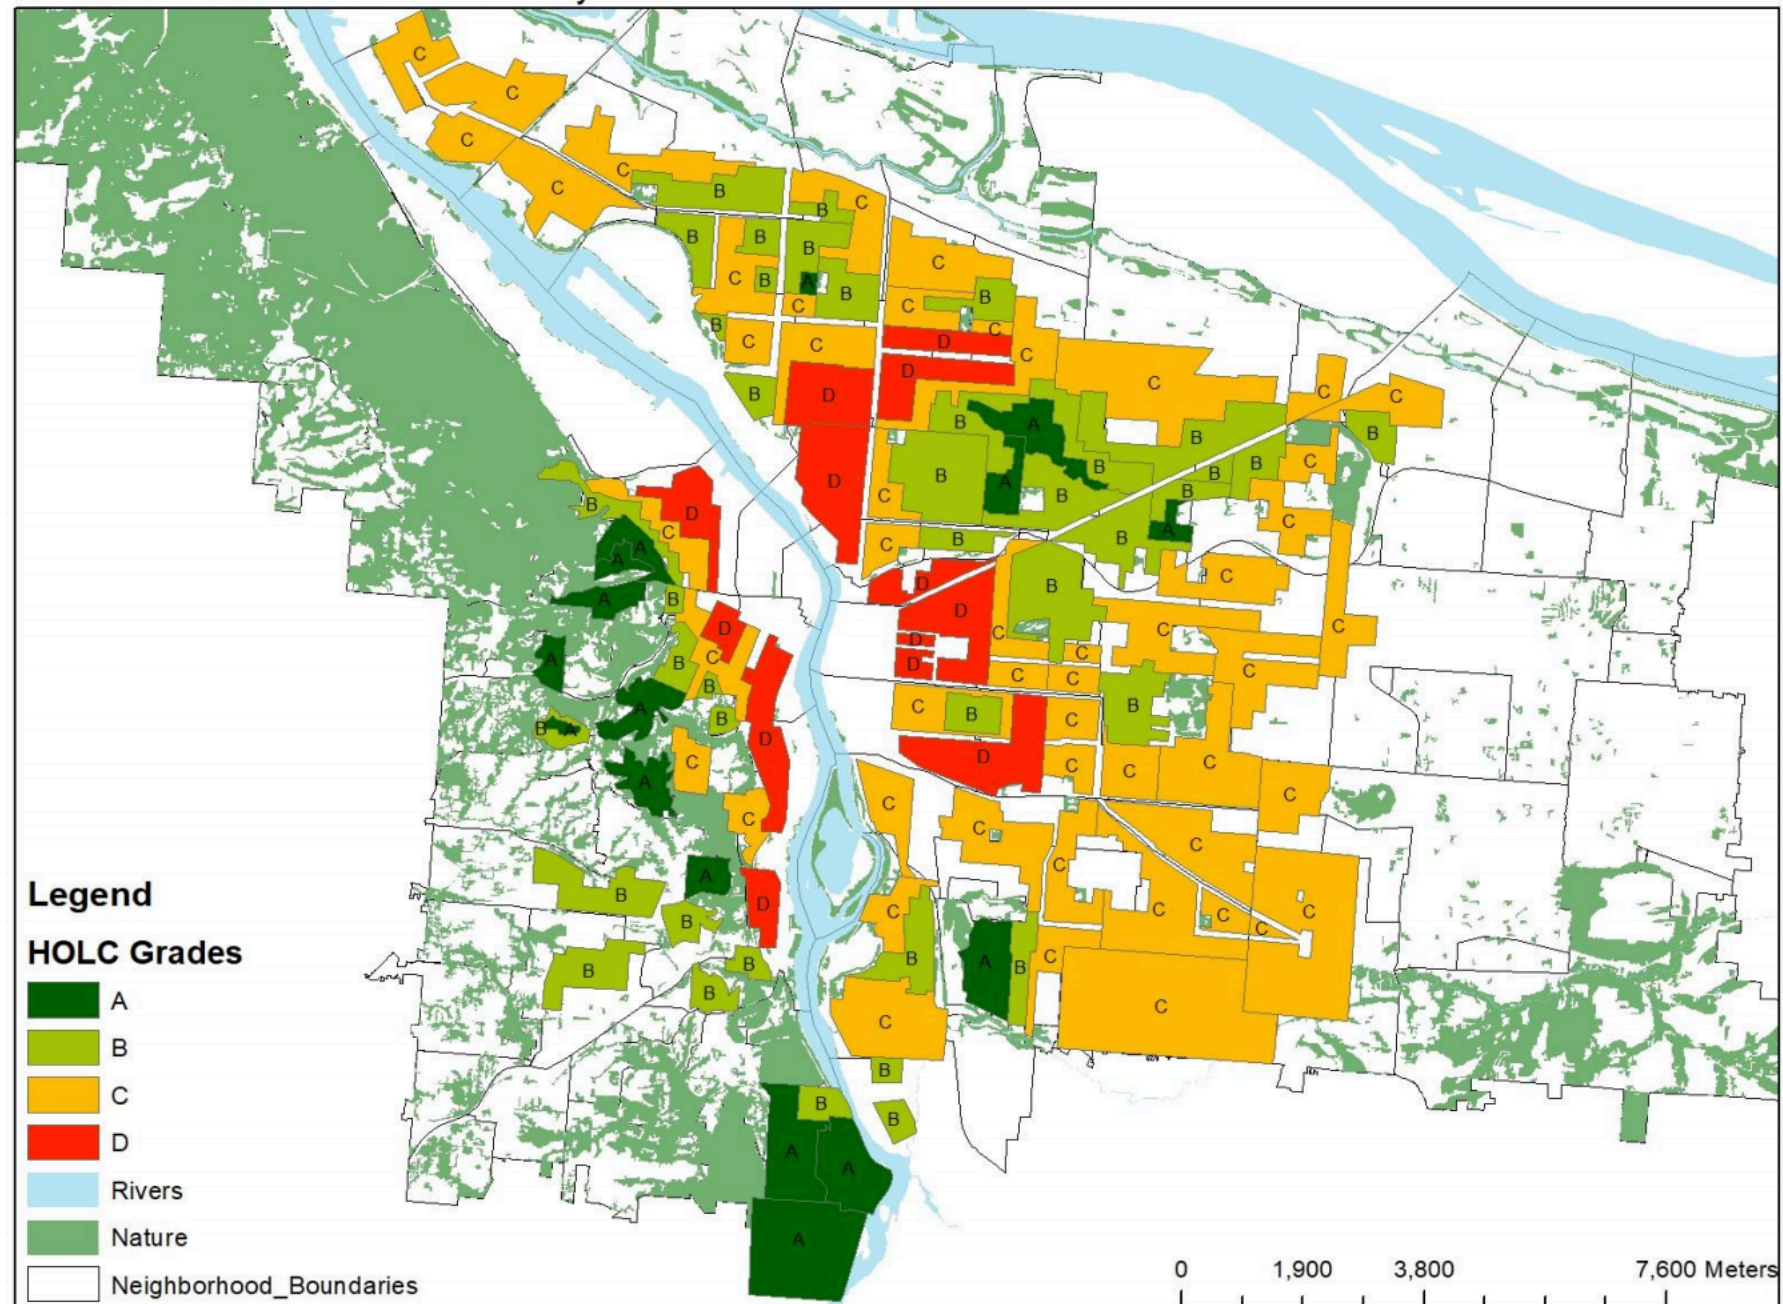 C
C
C
C
C B B C
B B B C
C B A B B
C C
B C
C C D C
D C
B D C C
B A B B
B B B B C
D A C B B
B D C
C A C B B
A A
C D B
A B D
D D C C C
A B C D C
C C C
B A B C B C B
B A D
C D C C C
A C
C C C
C C
A B
D C C C B C
C
B B B A B C
B C
C
B
B B
A A
A
Legend
HOLC Grades
A
B
C
D
Rivers
Nature
Neighborhood_Boundaries
0 1,900 3,800 7,600 Meters